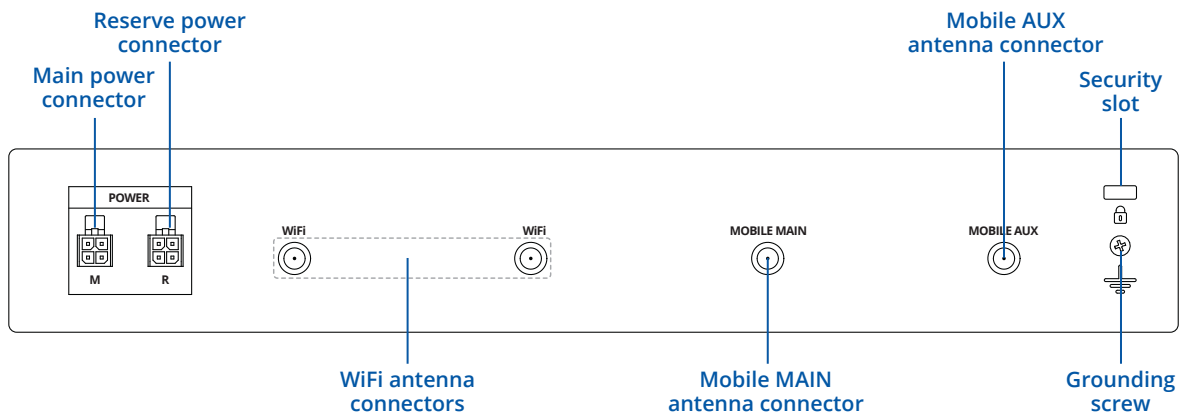 Reserve power
connector
Mobile AUX
antenna connector
Main power
connector
Security
slot
POWER
M
R
WiFi
WiFi
MOBILE MAIN
MOBILE AUX
WiFi antenna
connectors
Mobile MAIN
antenna connector
Grounding
screw